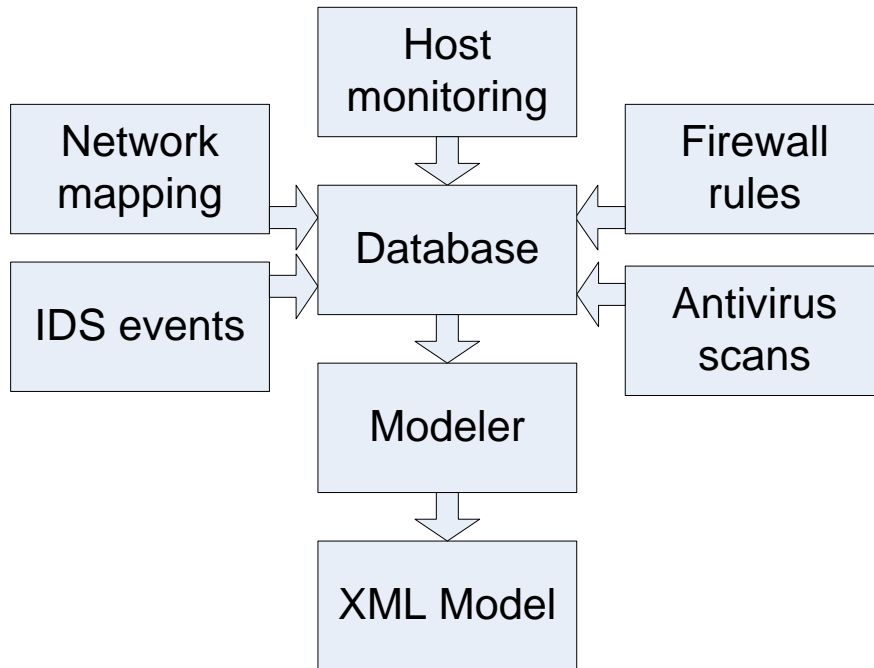 Host
monitoring
Network
mapping
Firewall
rules
Database
IDS events
Antivirus
scans
Modeler
XML Model